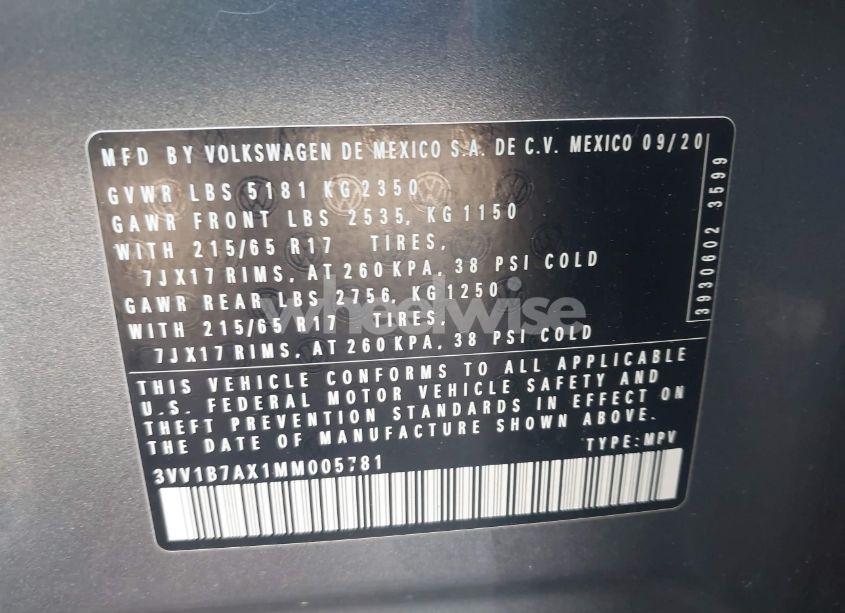 MFD BY VOLKSWAGEN DE MEXICO S.A. DE C.V. MEXICO 09/20
GVWR LBS 5181 KG 2350
GAWR FRONT LBS 2535, KG 1150
WITH 215/65 R17 TIRES,
7JX17 RIMS, AT 260 KPA, 38 PSI COLD
GAWR REAR LBS 2756, KG 1250
WITH 215/65 R17 TIRES,
7JX17 RIMS, AT 260 KPA, 38 PSI COLD
THIS VEHICLE CONFORMS TO ALL APPLICABLE
U.S. FEDERAL MOTOR VEHICLE SAFETY AND
THEFT PREVENTION STANDARDS IN EFFECT ON
THE DATE OF MANUFACTURE SHOWN ABOVE.
TYPE: MPV
3VV1B7AX1MM005781
3930602 3599
wheelwise